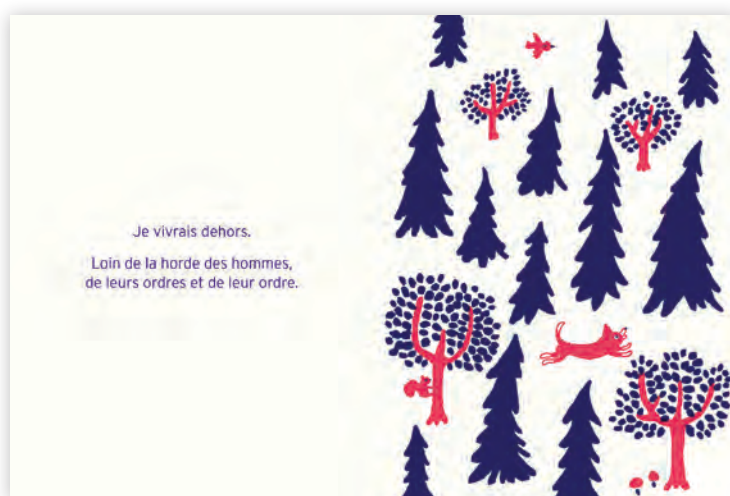 Je vivrais dehors.
Loin de la horde des hommes,
de leurs ordres et de leur ordre.